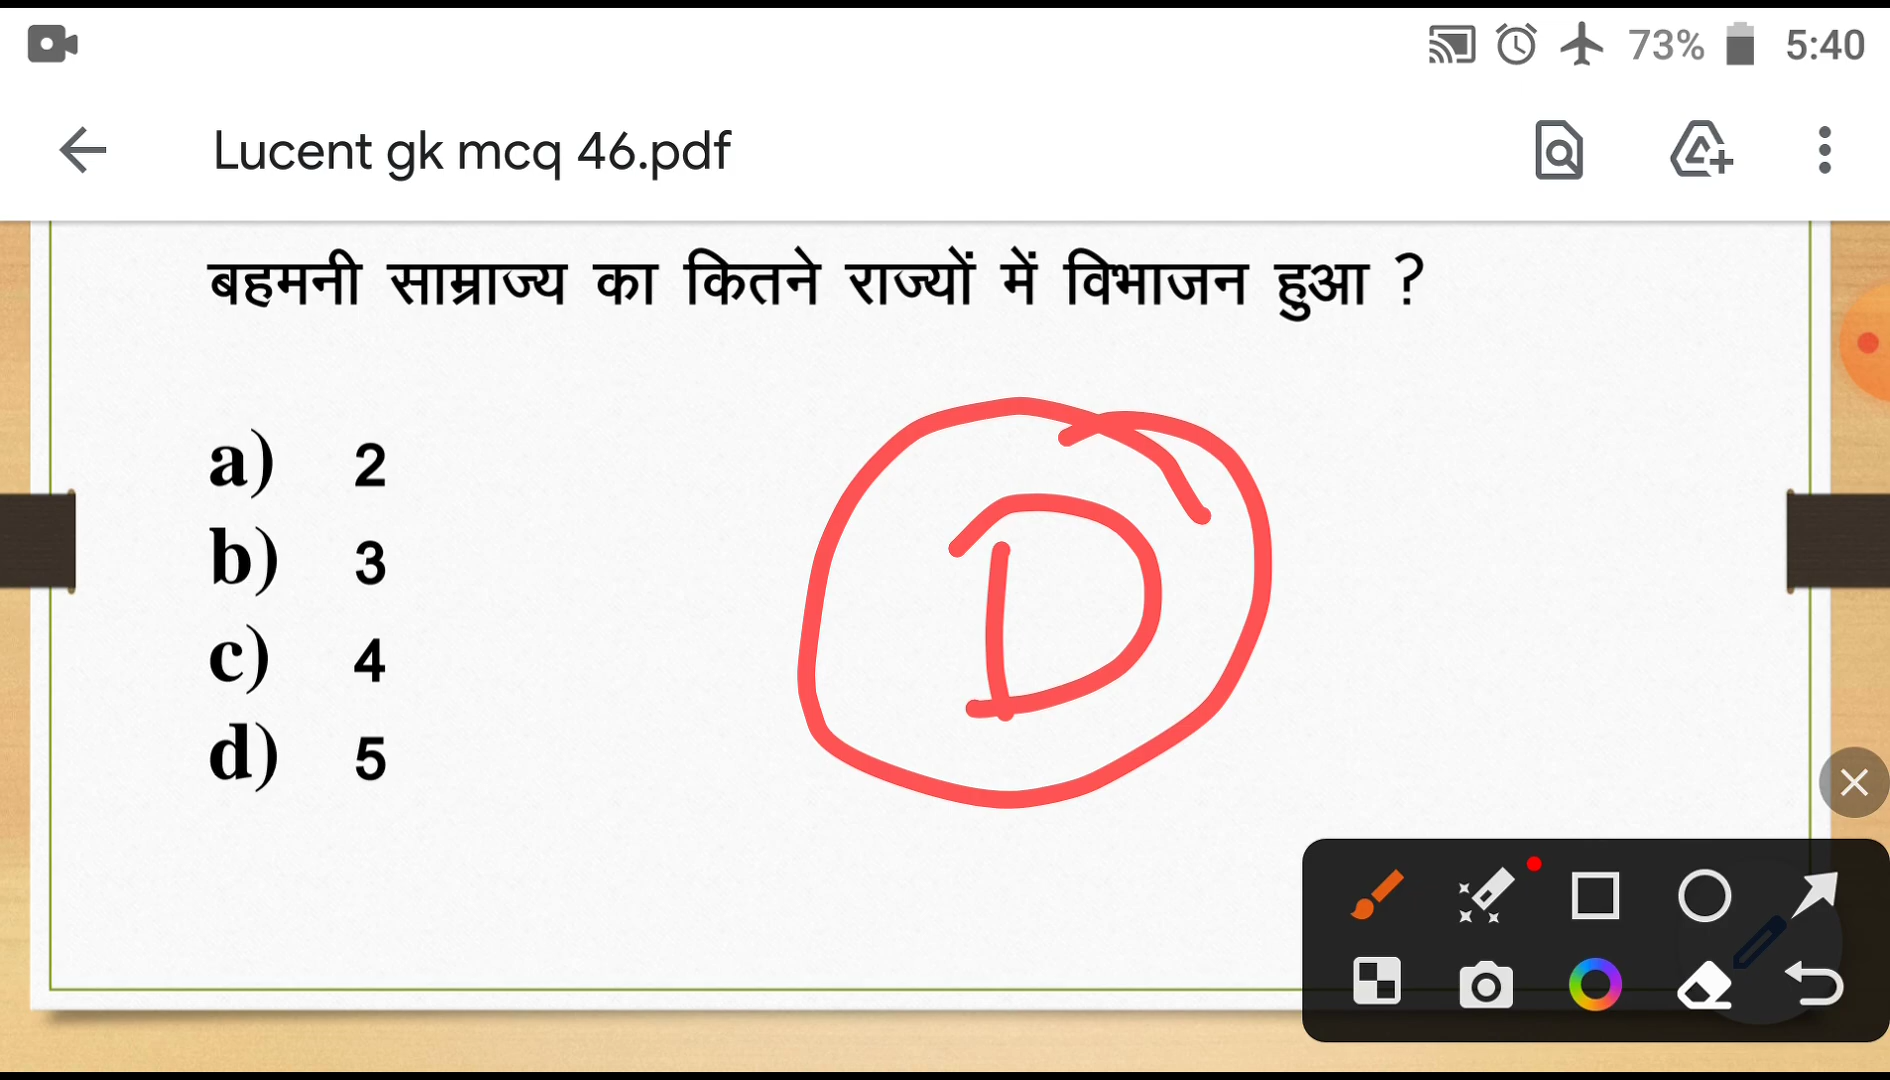 73% 5:40
Lucent gk mcq 46.pdf
बहमनी साम्राज्य का कितने राज्यों में विभाजन हुआ ?
a) 2
b) 3
c) 4
d) 5
D